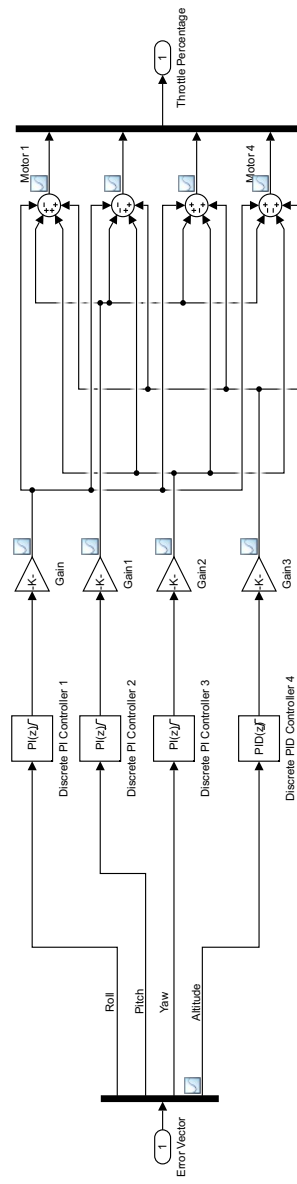 1
Error Vector
Roll
Pitch
Yaw
Altitude
PI(z)
Discrete PI Controller 1
PI(z)
Discrete PI Controller 2
PI(z)
Discrete PI Controller 3
PID(z)
Discrete PID Controller 4
-K-
Gain
-K-
Gain1
-K-
Gain2
-K-
Gain3
Motor 1
Motor 4
1
Throttle Percentage